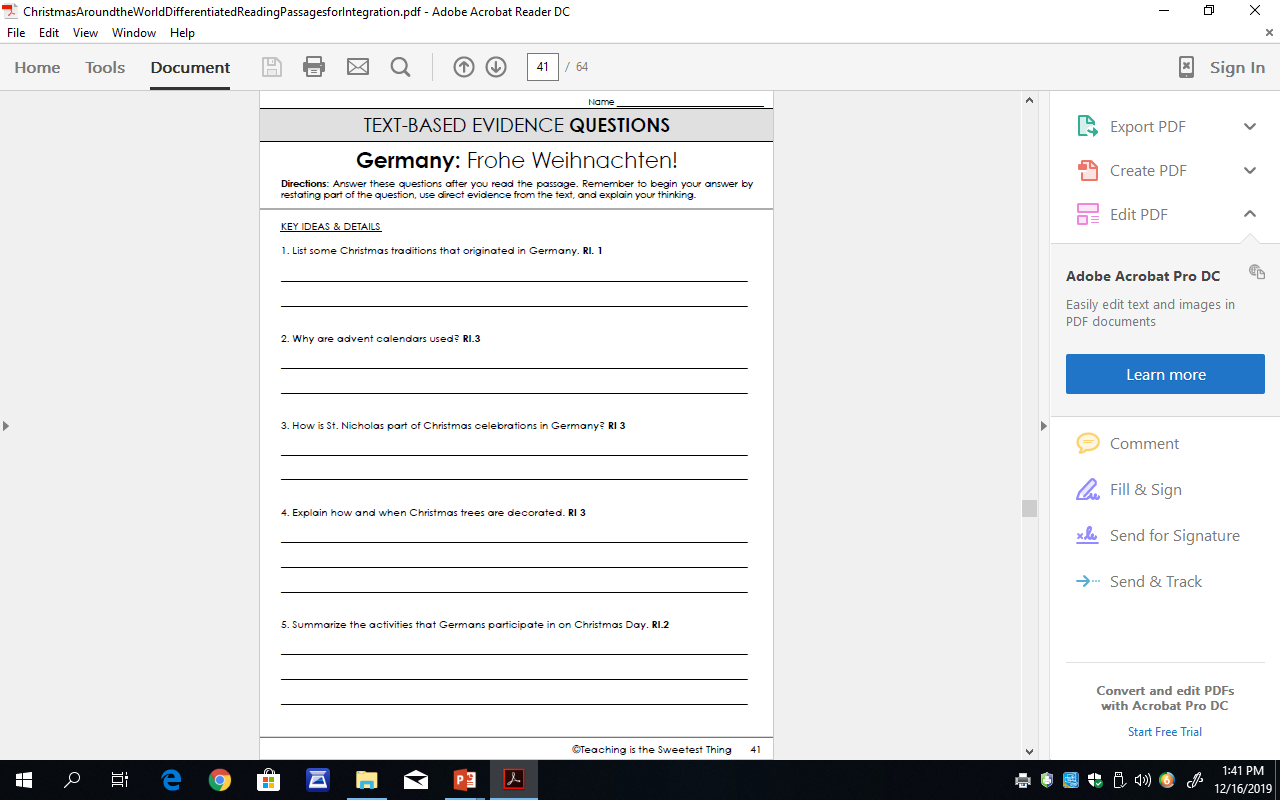 ChristmasAroundtheWorldDifferentiatedReadingPassagesforIntegration.pdf - Adobe Acrobat Reader DC
File Edit View Window Help
Home Tools Document 41 / 64 Sign In
Name
TEXT-BASED EVIDENCE QUESTIONS
Germany: Frohe Weihnachten!
Directions: Answer these questions after you read the passage. Remember to begin your answer by
restating part of the question, use direct evidence from the text, and explain your thinking.
KEY IDEAS & DETAILS
1. List some Christmas traditions that originated in Germany. RI. 1
2. Why are advent calendars used? RI.3
3. How is St. Nicholas part of Christmas celebrations in Germany? RI 3
4. Explain how and when Christmas trees are decorated. RI 3
5. Summarize the activities that Germans participate in on Christmas Day. RI.2
©Teaching is the Sweetest Thing 41
Export PDF
Create PDF
Edit PDF
Adobe Acrobat Pro DC
Easily edit text and images in
PDF documents
Learn more
Comment
Fill & Sign
Send for Signature
Send & Track
Convert and edit PDFs
with Acrobat Pro DC
Start Free Trial
1:41 PM
12/16/2019